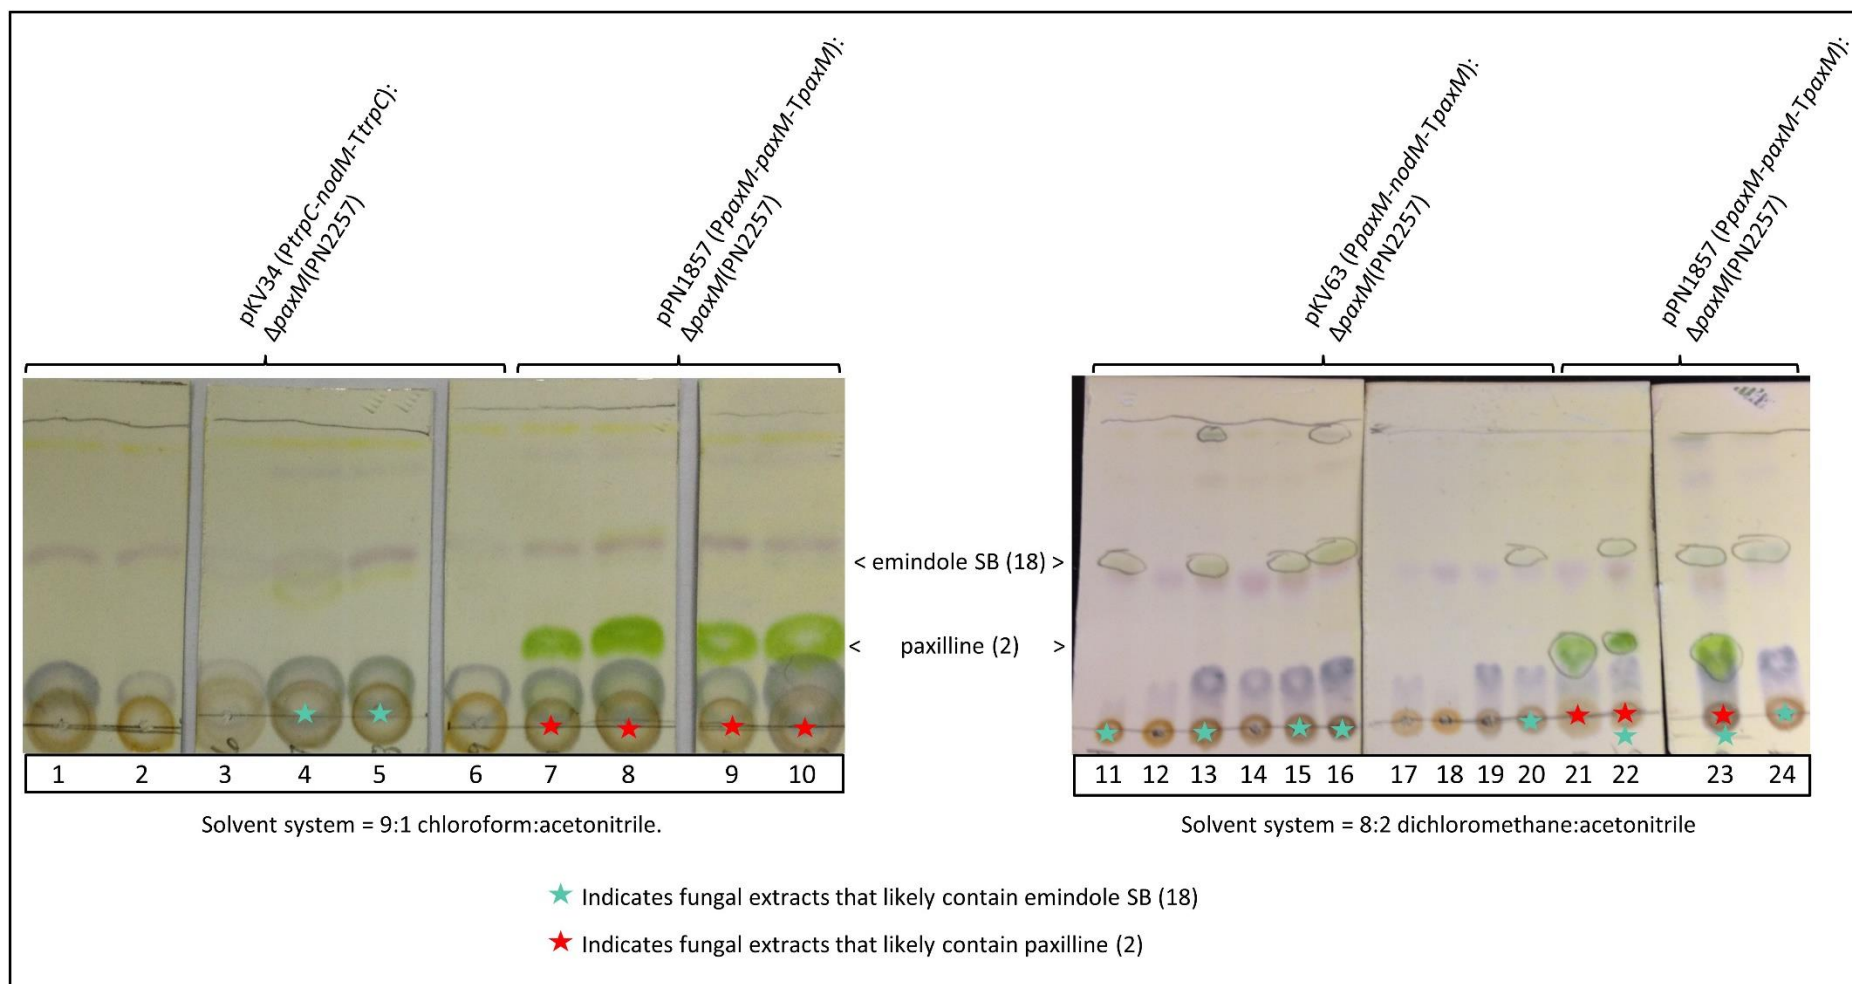 pKV34 (PtrpC-nodM-TtrpC):
ΔpaxM(PN2257)
pPN1857 (PpaxM-paxM-TpaxM):
ΔpaxM(PN2257)
pKV63 (PpaxM-nodM-TpaxM):
ΔpaxM(PN2257)
pPN1857 (PpaxM-paxM-TpaxM):
ΔpaxM(PN2257)
< emindole SB (18) >
< paxilline (2) >
1 2 3 4 5 6 7 8 9 10
11 12 13 14 15 16 17 18 19 20 21 22 23 24
Solvent system = 9:1 chloroform:acetonitrile.
Solvent system = 8:2 dichloromethane:acetonitrile
Indicates fungal extracts that likely contain emindole SB (18)
Indicates fungal extracts that likely contain paxilline (2)